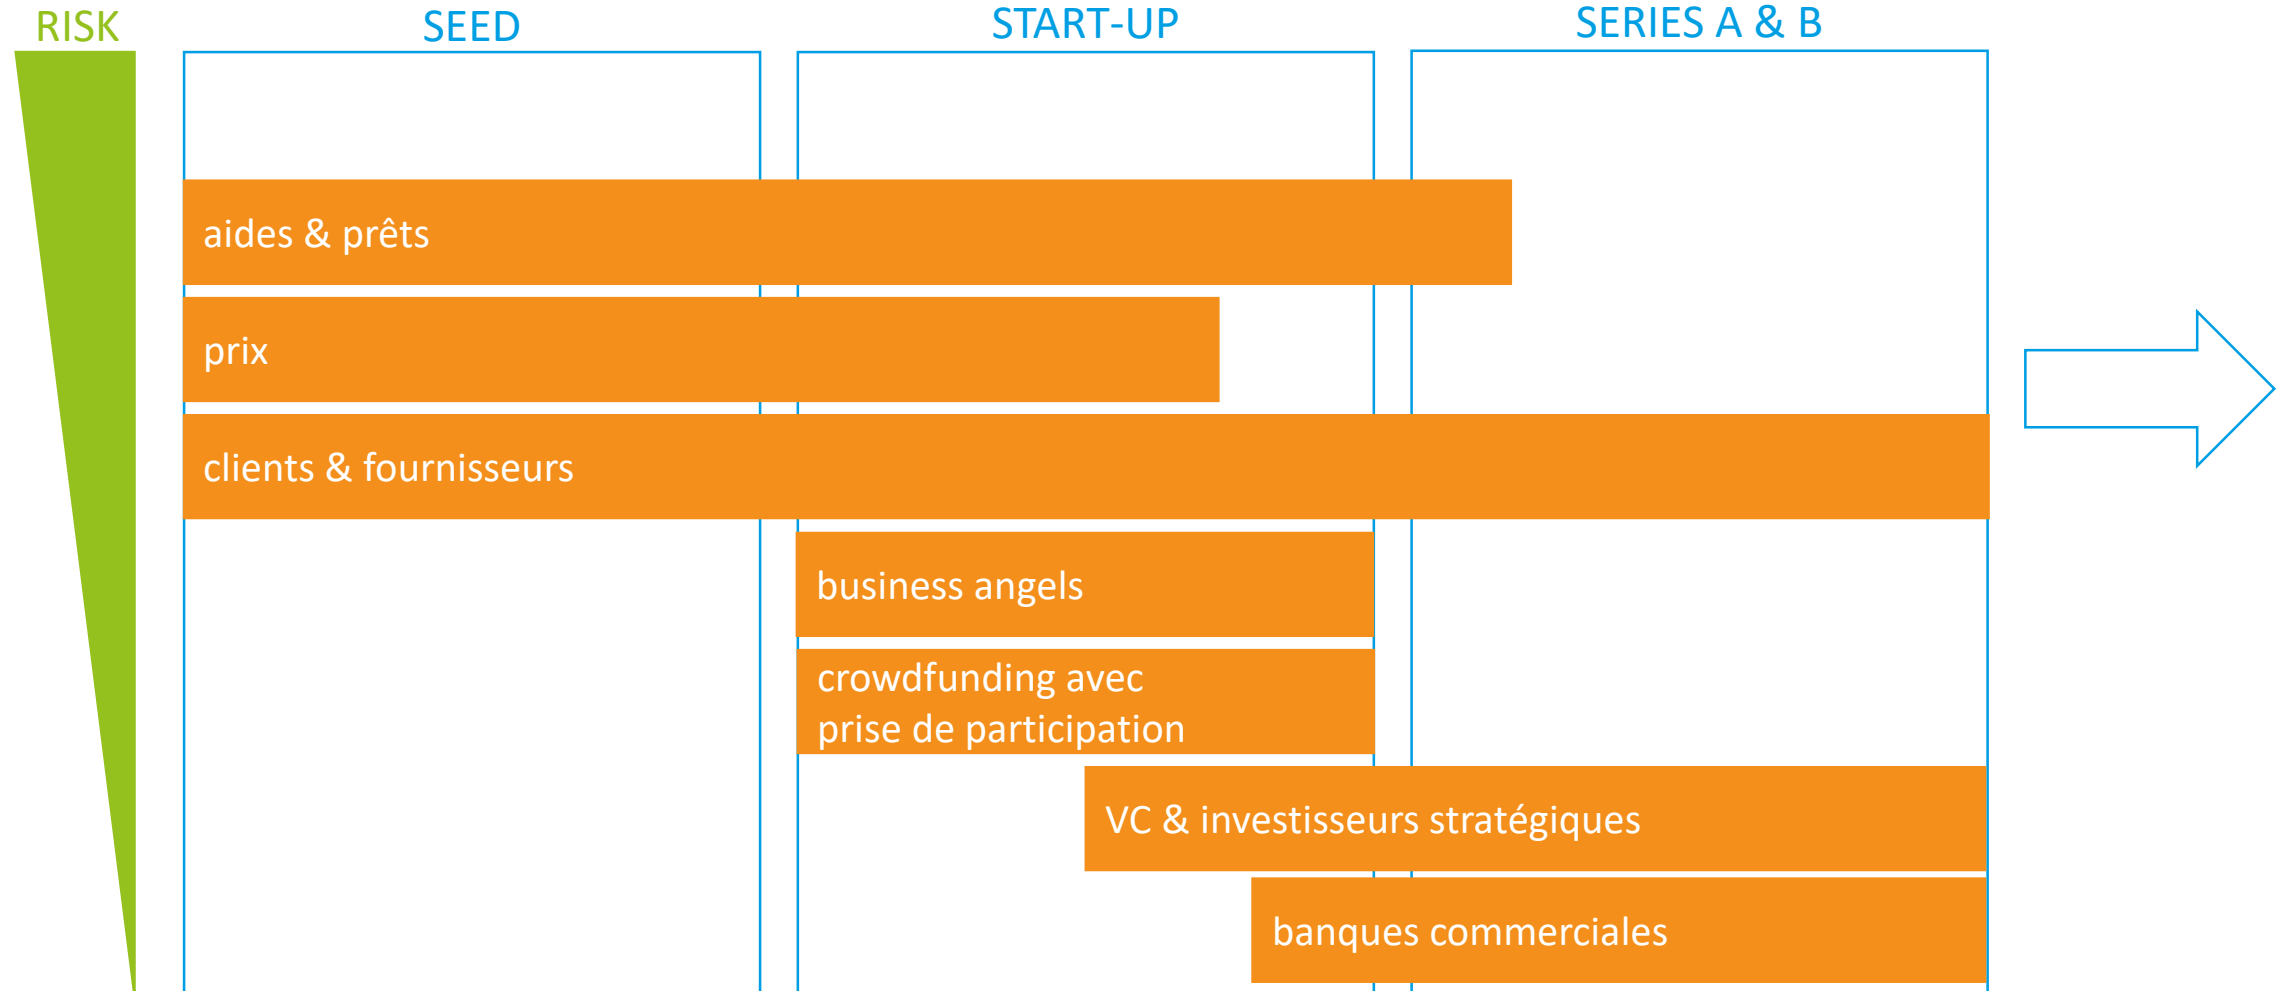 RISK
SEED
START-UP
SERIES A & B
aides & prêts
prix
clients & fournisseurs
business angels
crowdfunding avec
prise de participation
VC & investisseurs stratégiques
banques commerciales